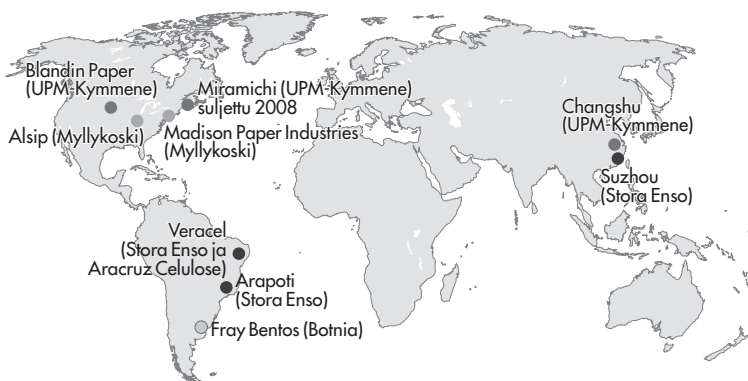 Blandin Paper
(UPM-Kymmene)
Miramichi (UPM-Kymmene)
suljettu 2008
Alsip (Myllykoski)
Madison Paper Industries
(Myllykoski)
Changshu
(UPM-Kymmene)
Suzhou
(Stora Enso)
Veracel
(Stora Enso ja
Aracruz Celulose)
Arapoti
(Stora Enso)
Fray Bentos (Botnia)